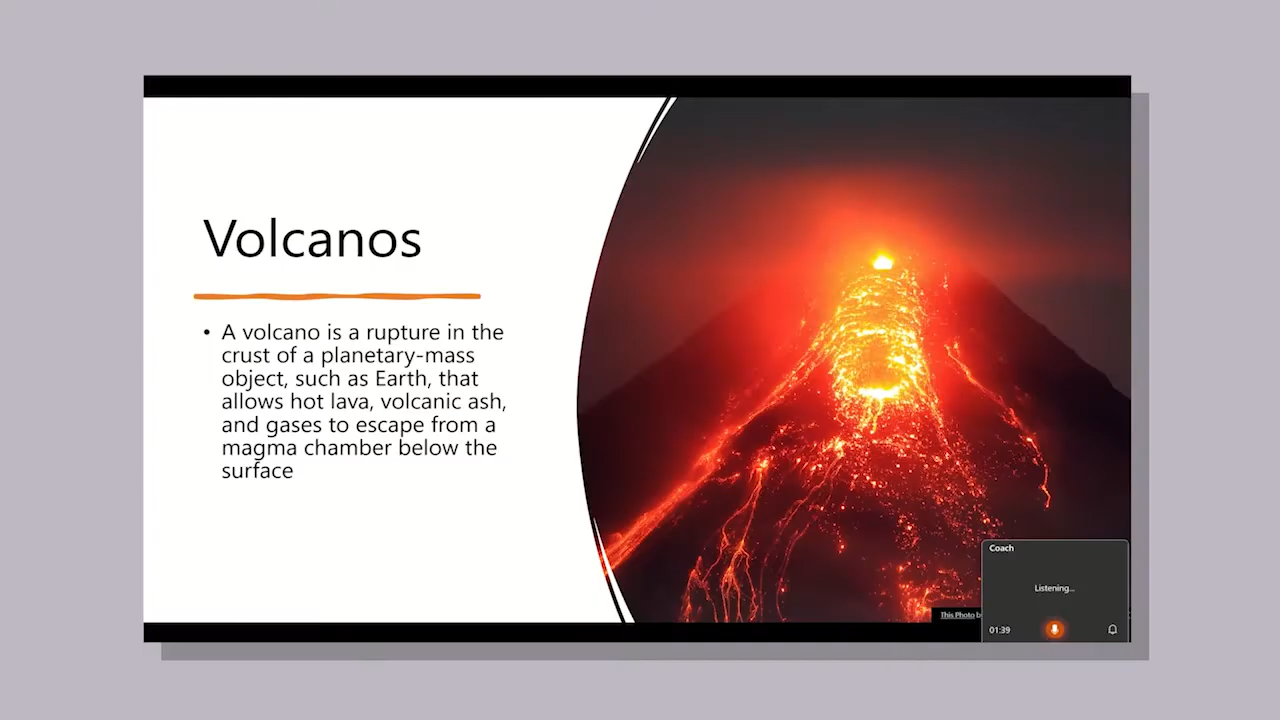 Volcanos
• A volcano is a rupture in the
crust of a planetary-mass
object, such as Earth, that
allows hot lava, volcanic ash,
and gases to escape from a
magma chamber below the
surface
Coach
Listening...
This Photo b
01:39